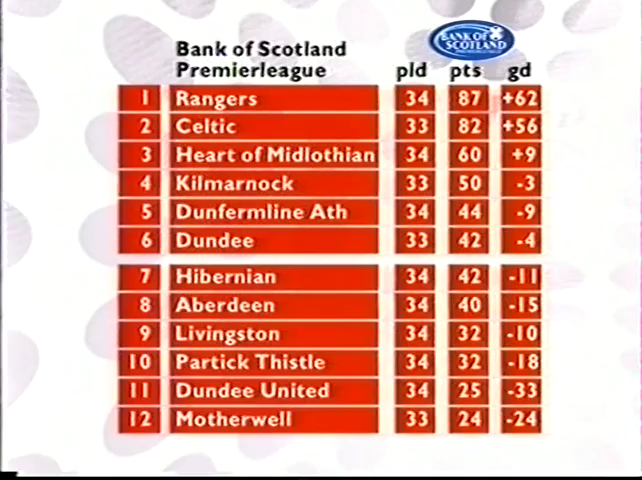 BANK OF
SCOTLAND
Bank of Scotland
Premierleague pld pts gd
1 Rangers 34 87 +62
2 Celtic 33 82 +56
3 Heart of Midlothian 34 60 +9
4 Kilmarnock 33 50 -3
5 Dunfermline Ath 34 44 -9
6 Dundee 33 42 -4
7 Hibernian 34 42 -11
8 Aberdeen 34 40 -15
9 Livingston 34 32 -10
10 Partick Thistle 34 32 -18
11 Dundee United 34 25 -33
12 Motherwell 33 24 -24